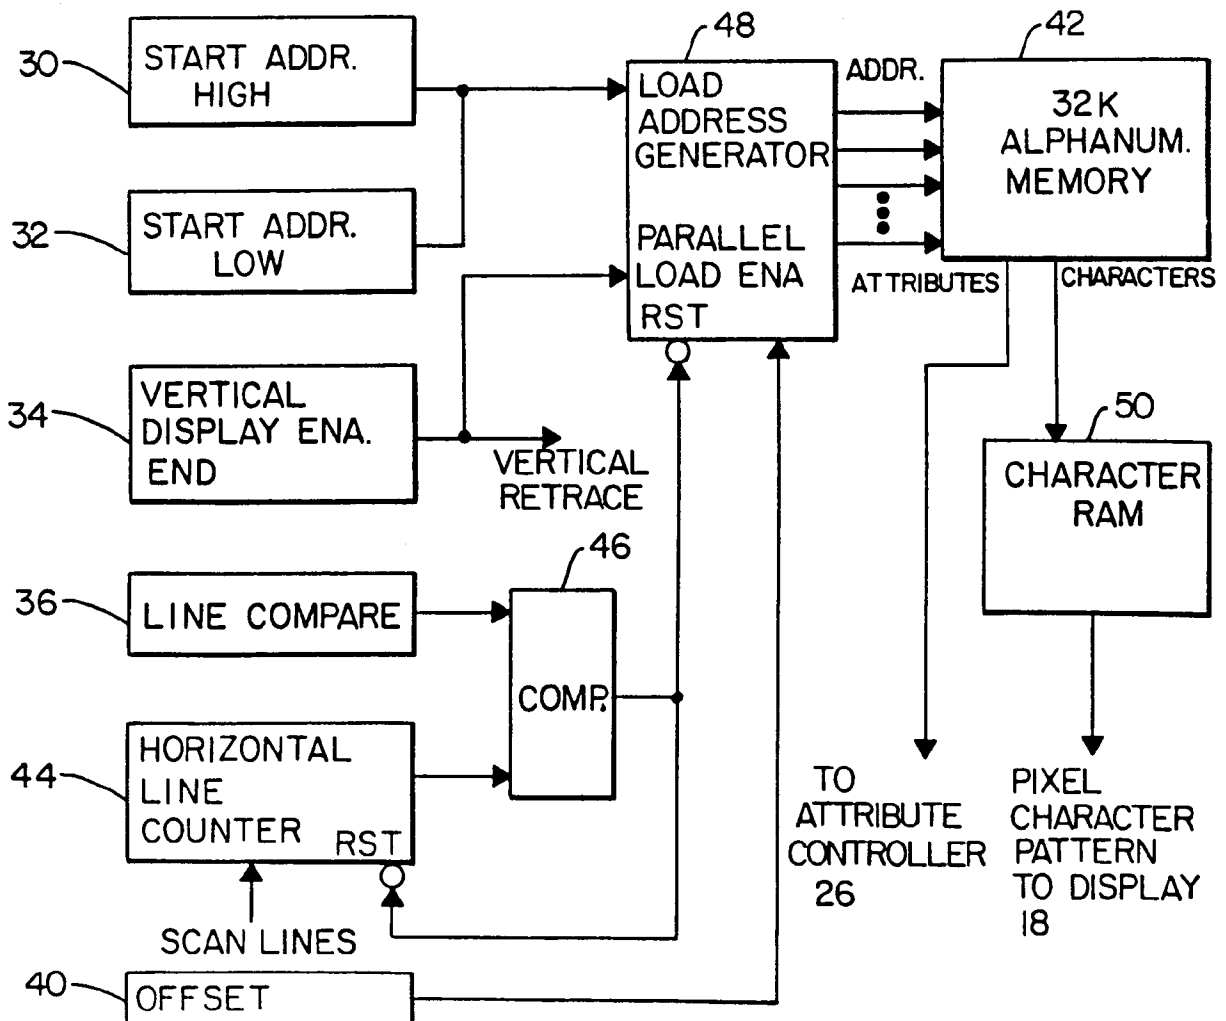 30
START ADDR.
HIGH
32
START ADDR.
LOW
34
VERTICAL
DISPLAY ENA.
END
VERTICAL
RETRACE
36
LINE COMPARE
44
HORIZONTAL
LINE
COUNTER
RST
SCAN LINES
40
OFFSET
46
COMP.
48
LOAD
ADDRESS
GENERATOR
PARALLEL
LOAD ENA
RST
ADDR.
42
32K
ALPHANUM.
MEMORY
ATTRIBUTES
CHARACTERS
50
CHARACTER
RAM
TO
ATTRIBUTE
CONTROLLER
26
PIXEL
CHARACTER
PATTERN
TO DISPLAY
18